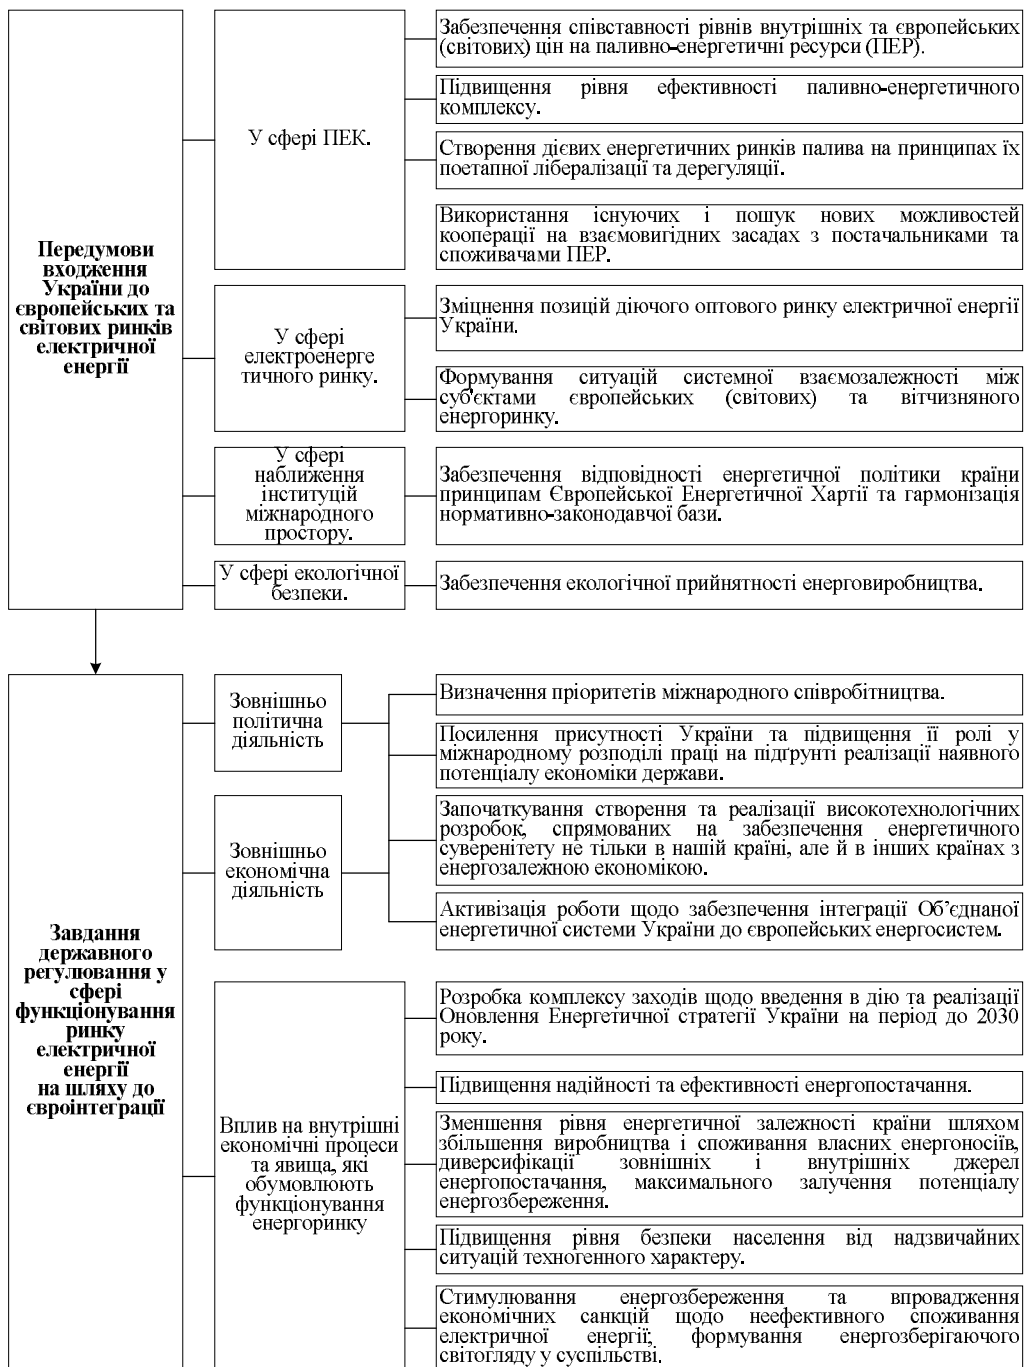 Передумови
входження
України до
європейських та
світових ринків
електричної
енергії
У сфері ПЕК.
Забезпечення співставності рівнів внутрішніх та європейських
(світових) цін на паливно-енергетичні ресурси (ПЕР).
Підвищення рівня ефективності паливно-енергетичного
комплексу.
Створення дієвих енергетичних ринків палива на принципах їх
поетапної лібералізації та дерегуляції.
Використання існуючих і пошук нових можливостей
кооперації на взаємовигідних засадах з постачальниками та
споживачами ПЕР.
У сфері
електроенерге
тичного ринку.
Зміцнення позицій діючого оптового ринку електричної енергії
України.
Формування ситуацій системної взаємозалежності між
суб'єктами європейських (світових) та вітчизняного
енергоринку.
У сфері
наближення
інституцій
міжнародного
простору.
Забезпечення відповідності енергетичної політики країни
принципам Європейської Енергетичної Хартії та гармонізація
нормативно-законодавчої бази.
У сфері екологічної
безпеки.
Забезпечення екологічної прийнятності енерговиробництва.
Завдання
державного
регулювання у
сфері
функціонування
ринку
електричної
енергії
на шляху до
євроінтеграції
Зовнішньо
політична
діяльність
Зовнішньо
економічна
діяльність
Визначення пріоритетів міжнародного співробітництва.
Посилення присутності України та підвищення її ролі у
міжнародному розподілі праці на підґрунті реалізації наявного
потенціалу економіки держави.
Започаткування створення та реалізації високотехнологічних
розробок, спрямованих на забезпечення енергетичного
суверенітету не тільки в нашій країні, але й в інших країнах з
енергозалежною економікою.
Активізація роботи щодо забезпечення інтеграції Об’єднаної
енергетичної системи України до європейських енергосистем.
Вплив на внутрішні
економічні процеси
та явища, які
обумовлюють
функціонування
енергоринку
Розробка комплексу заходів щодо введення в дію та реалізації
Оновлення Енергетичної стратегії України на період до 2030
року.
Підвищення надійності та ефективності енергопостачання.
Зменшення рівня енергетичної залежності країни шляхом
збільшення виробництва і споживання власних енергоносіїв,
диверсифікації зовнішніх і внутрішніх джерел
енергопостачання, максимального залучення потенціалу
енергозбереження.
Підвищення рівня безпеки населення від надзвичайних
ситуацій техногенного характеру.
Стимулювання енергозбереження та впровадження
економічних санкцій щодо неефективного споживання
електричної енергії, формування енергозберігаючого
світогляду у суспільстві.